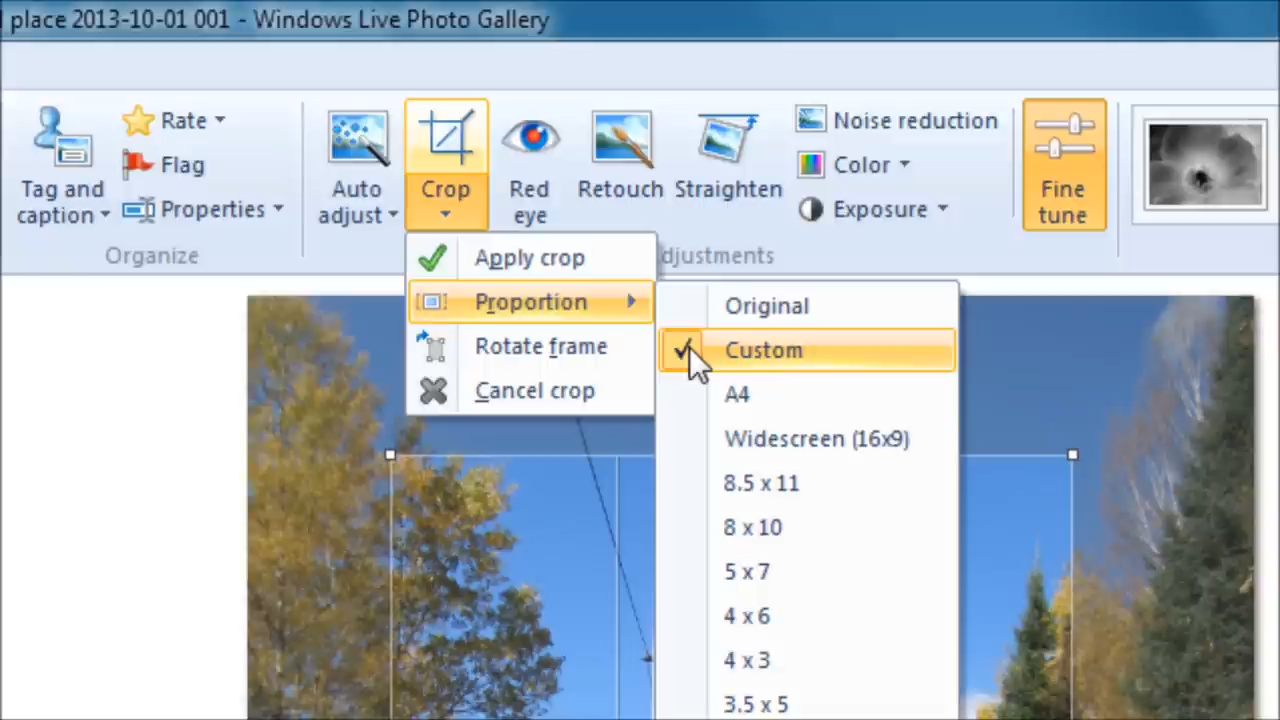 place 2013-10-01 001 - Windows Live Photo Gallery
Tag and
caption
Rate
Flag
Properties
Organize
Auto
adjust
Crop
Red
eye
Retouch
Straighten
Noise reduction
Color
Exposure
djustments
Fine
tune
Apply crop
Proportion
Rotate frame
Cancel crop
Original
Custom
A4
Widescreen (16x9)
8.5 x 11
8 x 10
5 x 7
4 x 6
4 x 3
3.5 x 5